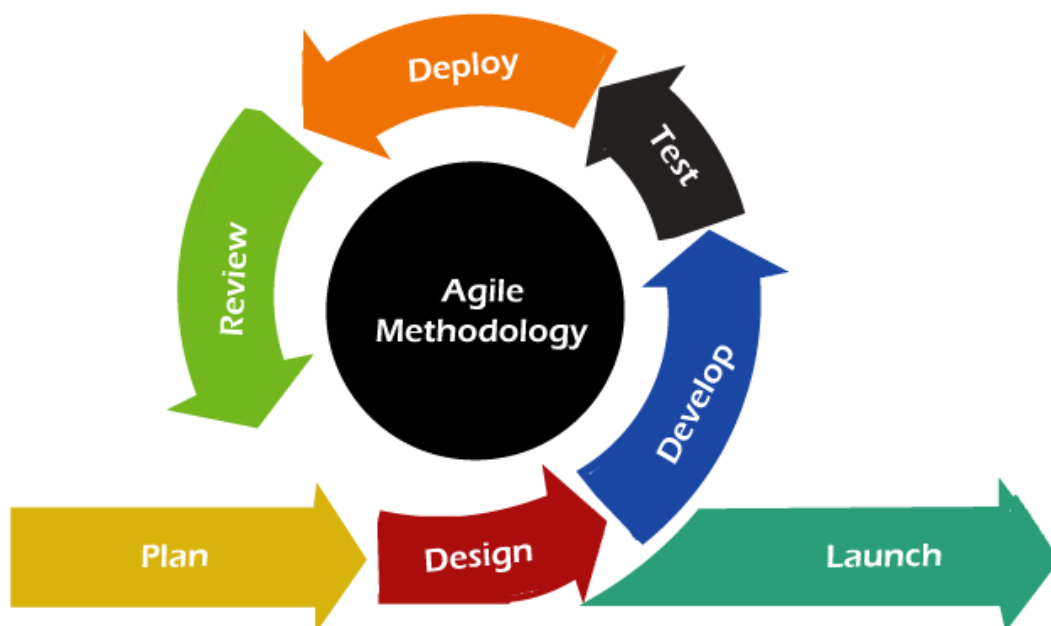 Deploy
Test
Review
Agile
Methodology
Develop
Plan
Design
Launch